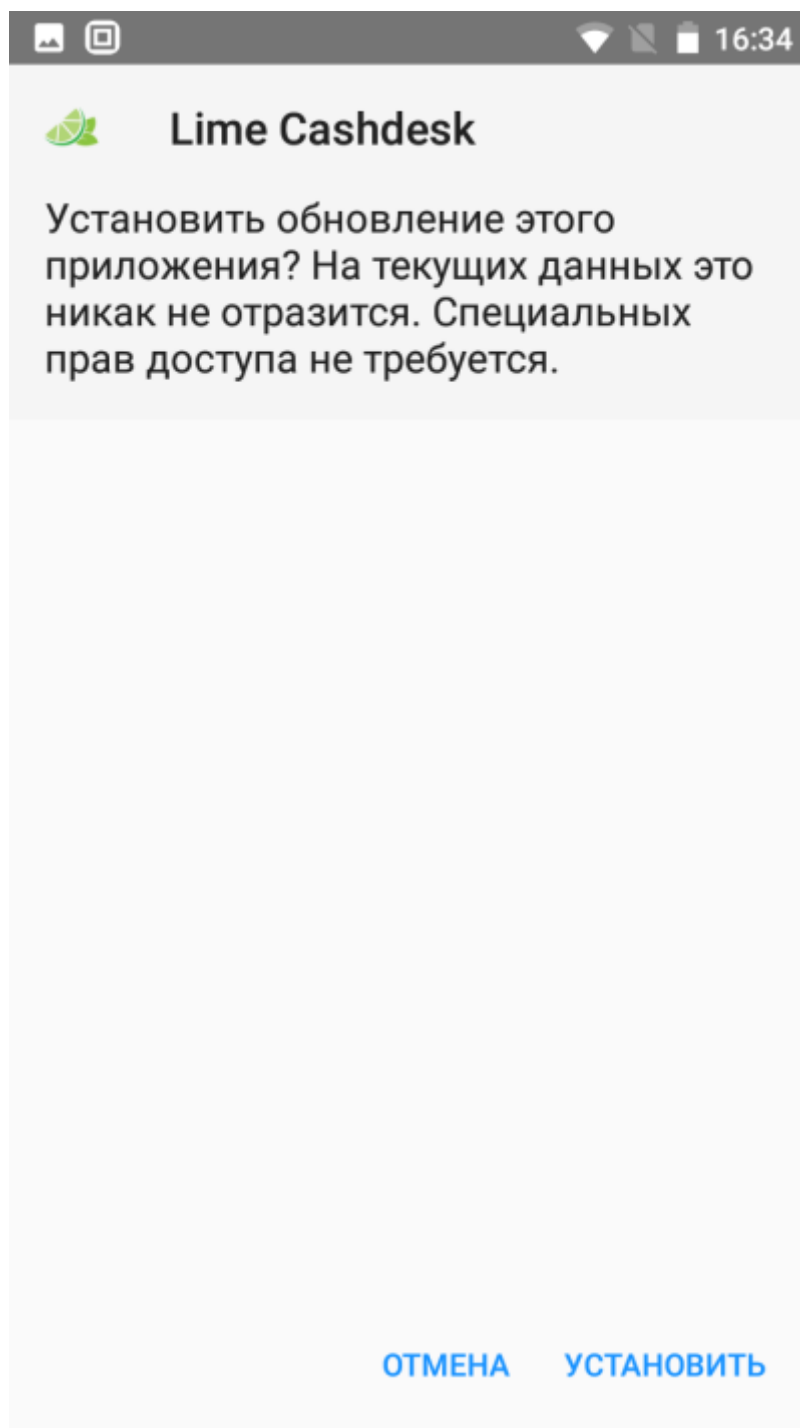 16:34
Lime Cashdesk
Установить обновление этого
приложения? На текущих данных это
никак не отразится. Специальных
прав доступа не требуется.
ОТМЕНА УСТАНОВИТЬ